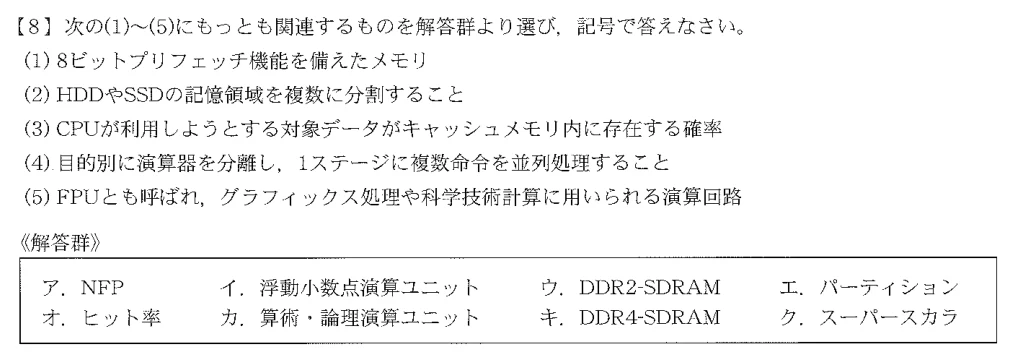 【8】次の(1)～(5)にもっとも関連するものを解答群より選び，記号で答えなさい。
(1) 8ビットプリフェッチ機能を備えたメモリ
(2) HDDやSSDの記憶領域を複数に分割すること
(3) CPUが利用しようとする対象データがキャッシュメモリ内に存在する確率
(4) 目的別に演算器を分離し，1ステージに複数命令を並列処理すること
(5) FPUとも呼ばれ，グラフィックス処理や科学技術計算に用いられる演算回路
《解答群》
ア．NFP イ．浮動小数点演算ユニット ウ．DDR2-SDRAM エ．パーティション
オ．ヒット率 カ．算術・論理演算ユニット キ．DDR4-SDRAM ク．スーパースカラ